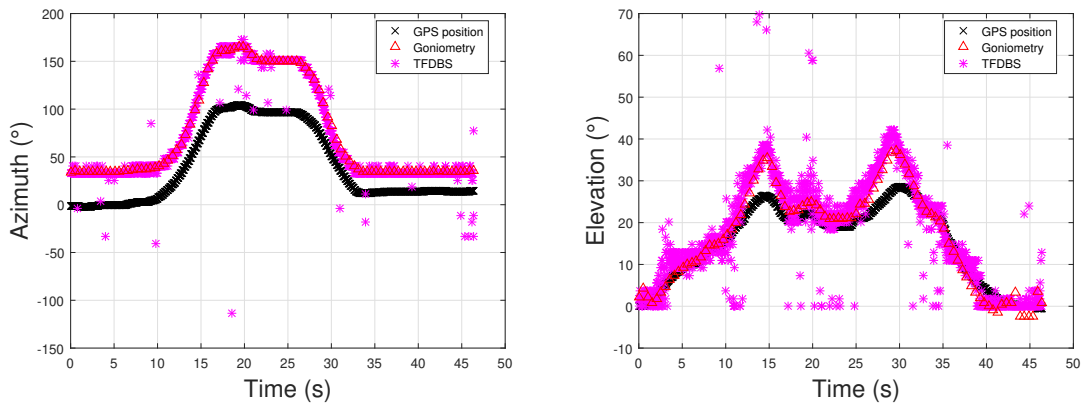 200
150
100
50
0
-50
-100
-150
0 5 10 15 20 25 30 35 40 45 50
Time (s)
Azimuth (°)
GPS position
Goniometry
TFDBS
70
60
50
40
30
20
10
0
-10
0 5 10 15 20 25 30 35 40 45 50
Time (s)
Elevation (°)
GPS position
Goniometry
TFDBS